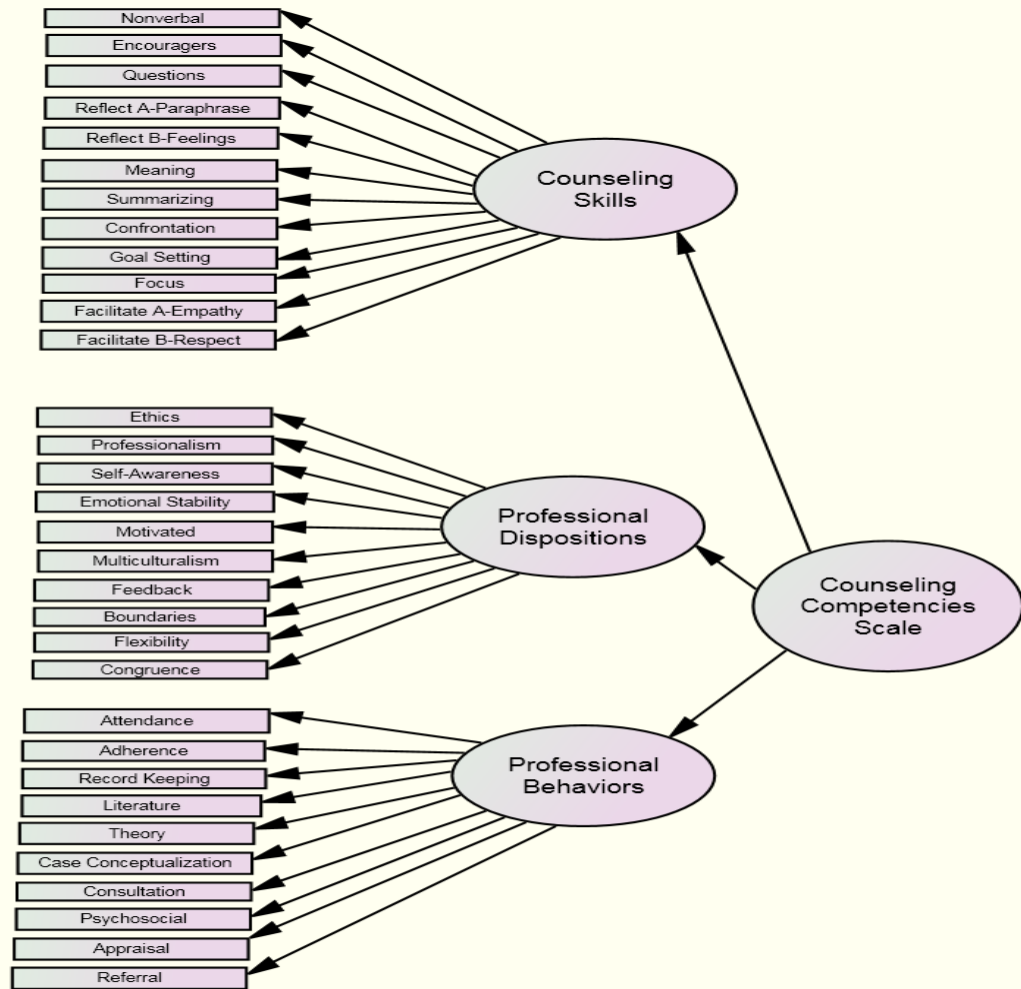 Nonverbal
Encouragers
Questions
Reflect A-Paraphrase
Reflect B-Feelings
Meaning
Summarizing
Confrontation
Goal Setting
Focus
Facilitate A-Empathy
Facilitate B-Respect
Counseling
Skills
Ethics
Professionalism
Self-Awareness
Emotional Stability
Motivated
Multiculturalism
Feedback
Boundaries
Flexibility
Congruence
Professional
Dispositions
Counseling
Competencies
Scale
Attendance
Adherence
Record Keeping
Literature
Theory
Case Conceptualization
Consultation
Psychosocial
Appraisal
Referral
Professional
Behaviors